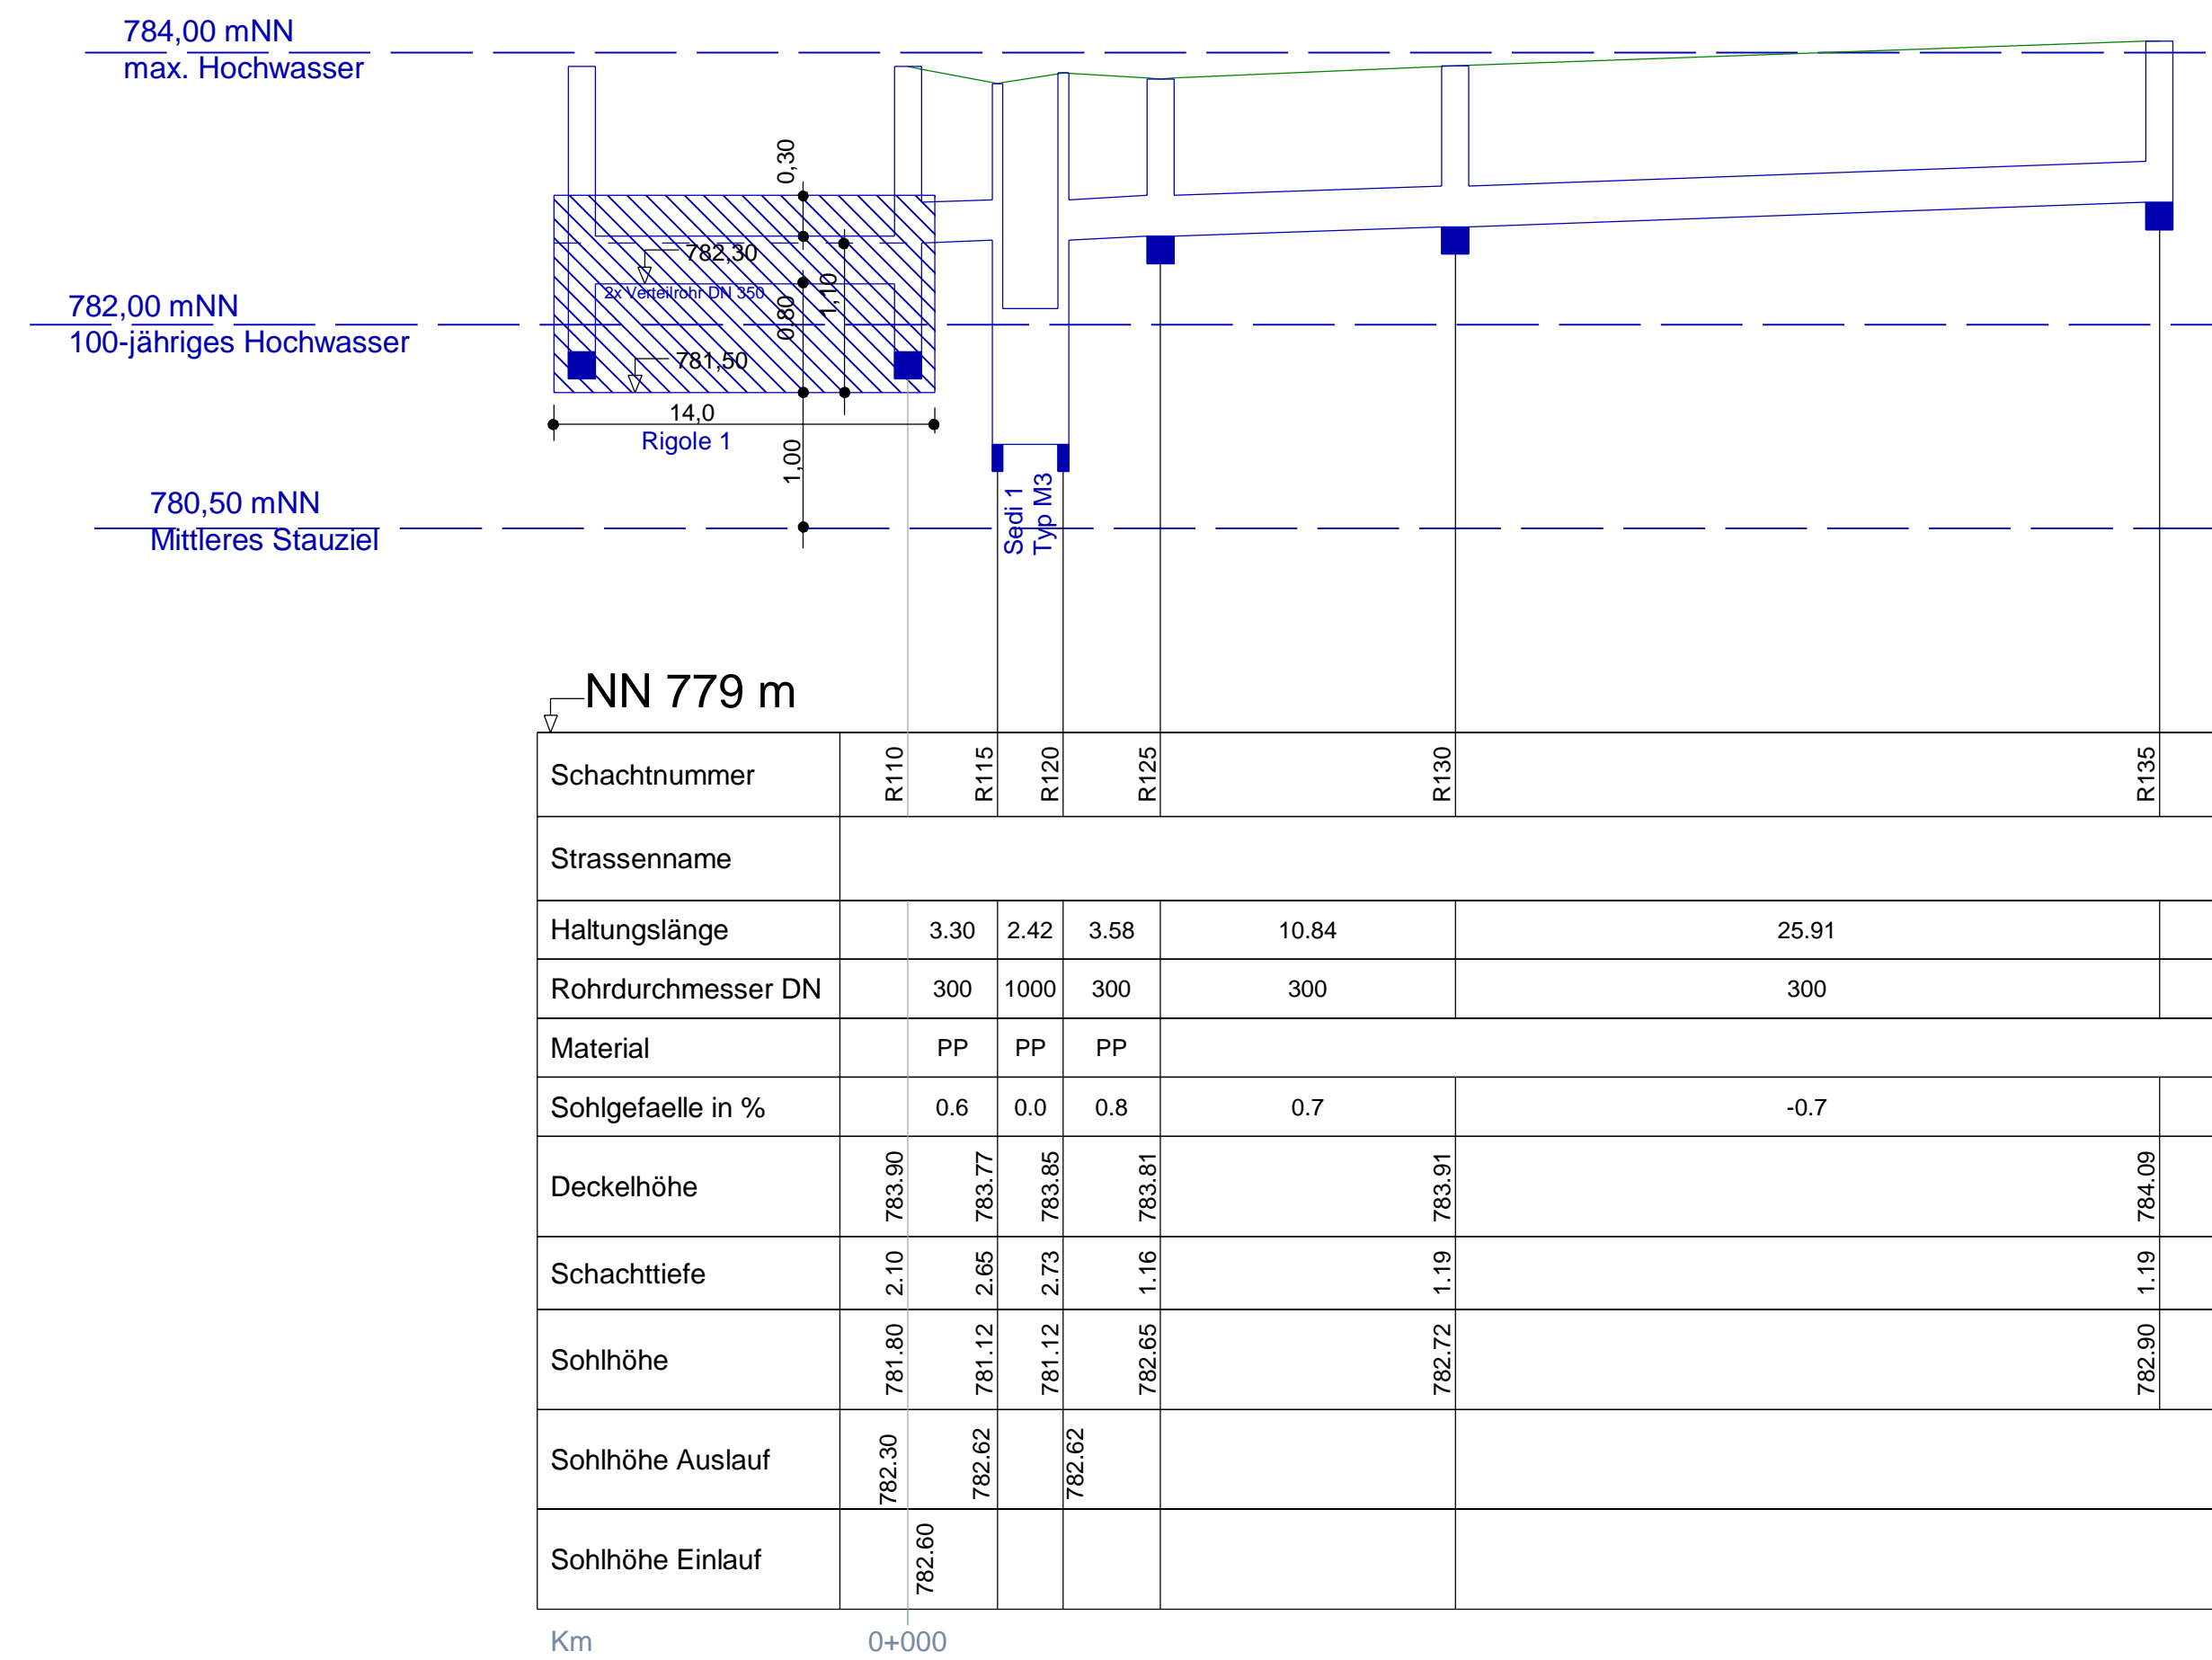 784,00 mNN
max. Hochwasser
0,30
782,30
2x Verteilrohr DN 350
0,80
1,10
782,00 mNN
100-jähriges Hochwasser
781,50
14,0
Rigole 1
1,00
780,50 mNN
Mittleres Stauziel
Sedi 1
Typ M3
NN 779 m
Schachtnummer R110 R115 R120 R125 R130 R135
Strassenname
Haltungslänge 3.30 2.42 3.58 10.84 25.91
Rohrdurchmesser DN 300 1000 300 300 300
Material PP PP PP
Sohlgefaelle in % 0.6 0.0 0.8 0.7 -0.7
Deckelhöhe 783.90 783.77 783.85 783.81 783.91 784.09
Schachttiefe 2.10 2.65 2.73 1.16 1.19 1.19
Sohlhöhe 781.80 781.12 781.12 782.65 782.72 782.90
Sohlhöhe Auslauf 782.30 782.62 782.62
Sohlhöhe Einlauf 782.60
Km 0+000